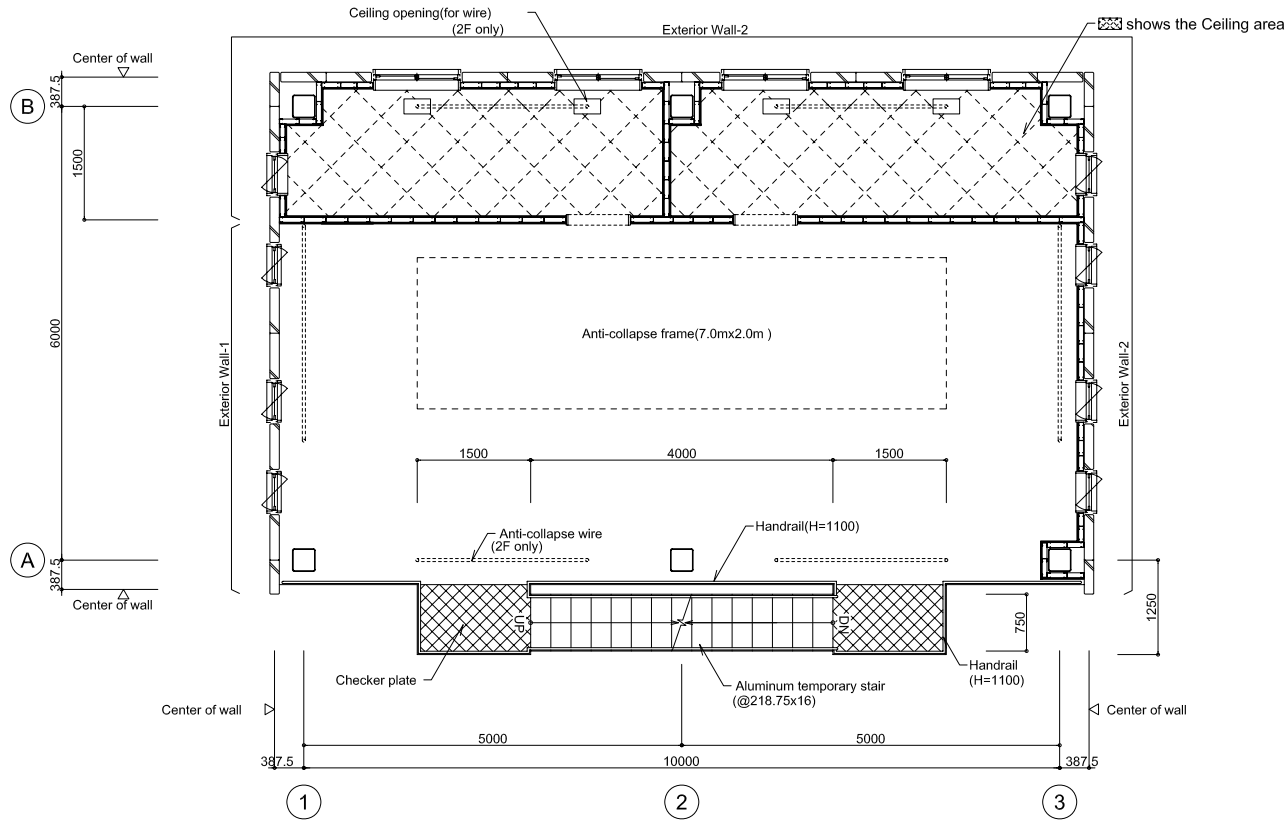 Ceiling opening(for wire)
(2F only)
Exterior Wall-2
shows the Ceiling area
Center of wall
387.5
B
1500
6000
Exterior Wall-1
Anti-collapse frame(7.0mx2.0m )
Exterior Wall-2
1500
4000
1500
Handrail(H=1100)
Anti-collapse wire
(2F only)
A
387.5
Center of wall
UP
DN
750
1250
Checker plate
Aluminum temporary stair
(@218.75x16)
Handrail
(H=1100)
Center of wall
Center of wall
5000
5000
387.5
10000
387.5
1
2
3